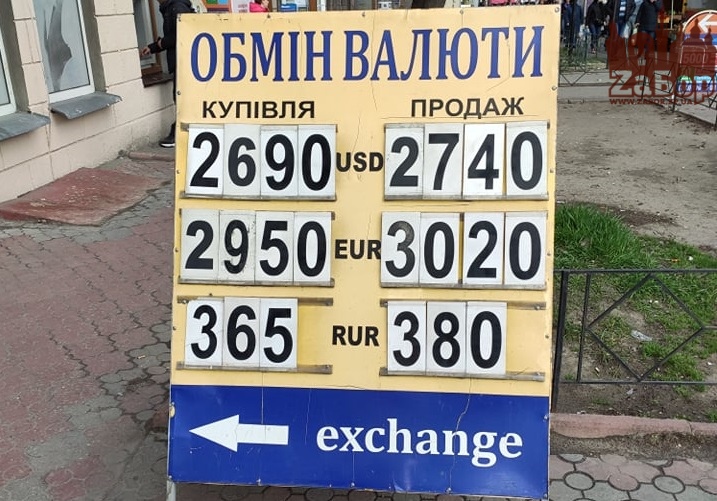 ОБМІН ВАЛЮТИ
КУПІВЛЯ ПРОДАЖ
2690 USD 2740
2950 EUR 3020
365 RUR 380
exchange